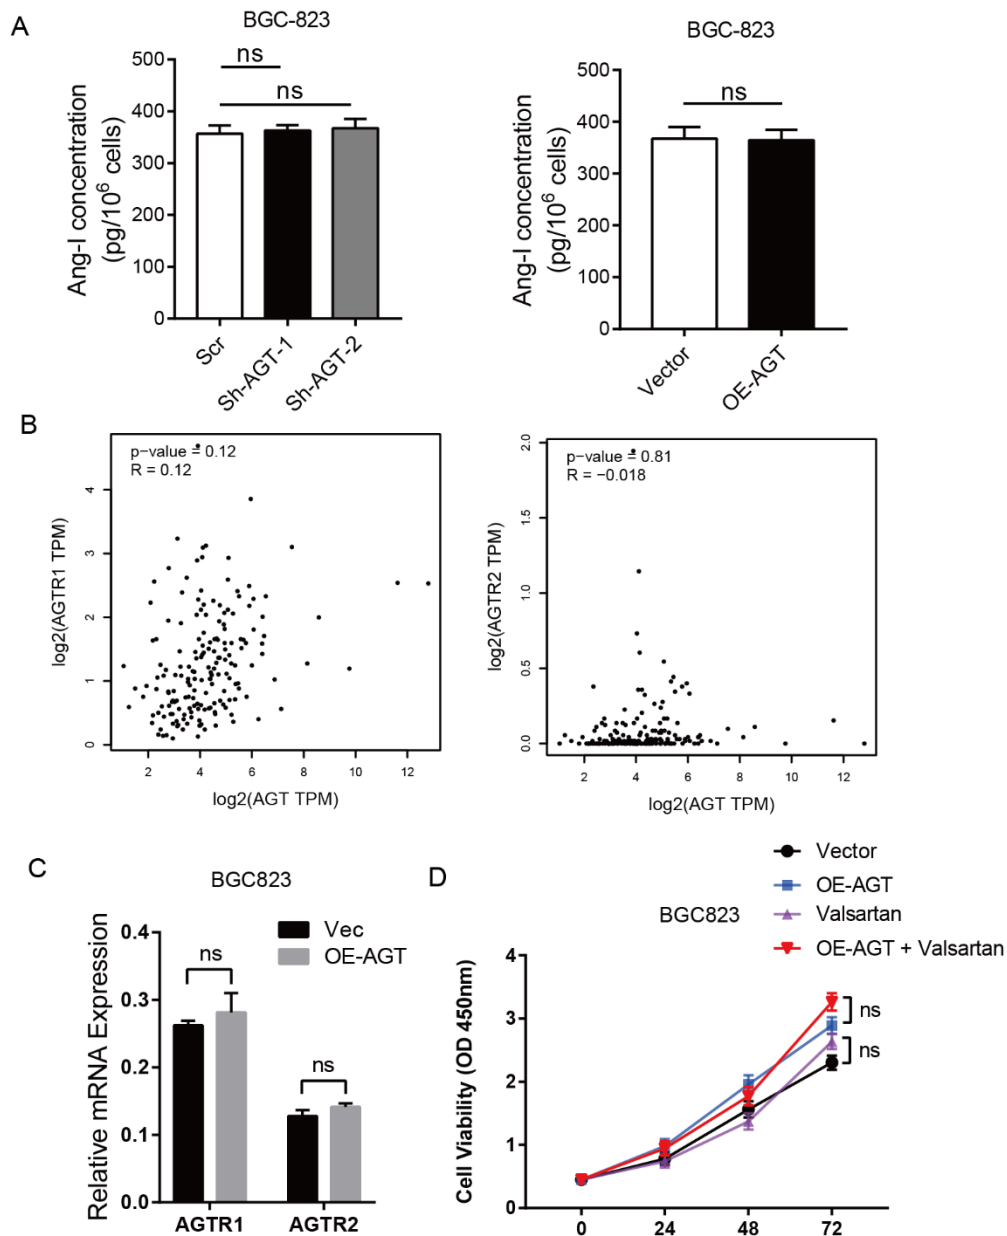 A
BGC-823
Ang-I concentration
(pg/10⁶ cells)
500
400
300
200
100
0
ns
ns
Scr
Sh-AGT-1
Sh-AGT-2
BGC-823
Ang-I concentration
(pg/10⁶ cells)
500
400
300
200
100
0
ns
Vector
OE-AGT
B
p−value = 0.12
R = 0.12
log2(AGTR1 TPM)
4
3
2
1
0
2 4 6 8 10 12
log2(AGT TPM)
p−value = 0.81
R = −0.018
log2(AGTR2 TPM)
2.0
1.5
1.0
0.5
0.0
2 4 6 8 10 12
log2(AGT TPM)
C
BGC823
Vec
OE-AGT
Relative mRNA Expression
0.4
0.3
0.2
0.1
0.0
ns
ns
AGTR1 AGTR2
D
BGC823
Vector
OE-AGT
Valsartan
OE-AGT + Valsartan
Cell Viability (OD 450nm)
4
3
2
1
0
ns
ns
0 24 48 72